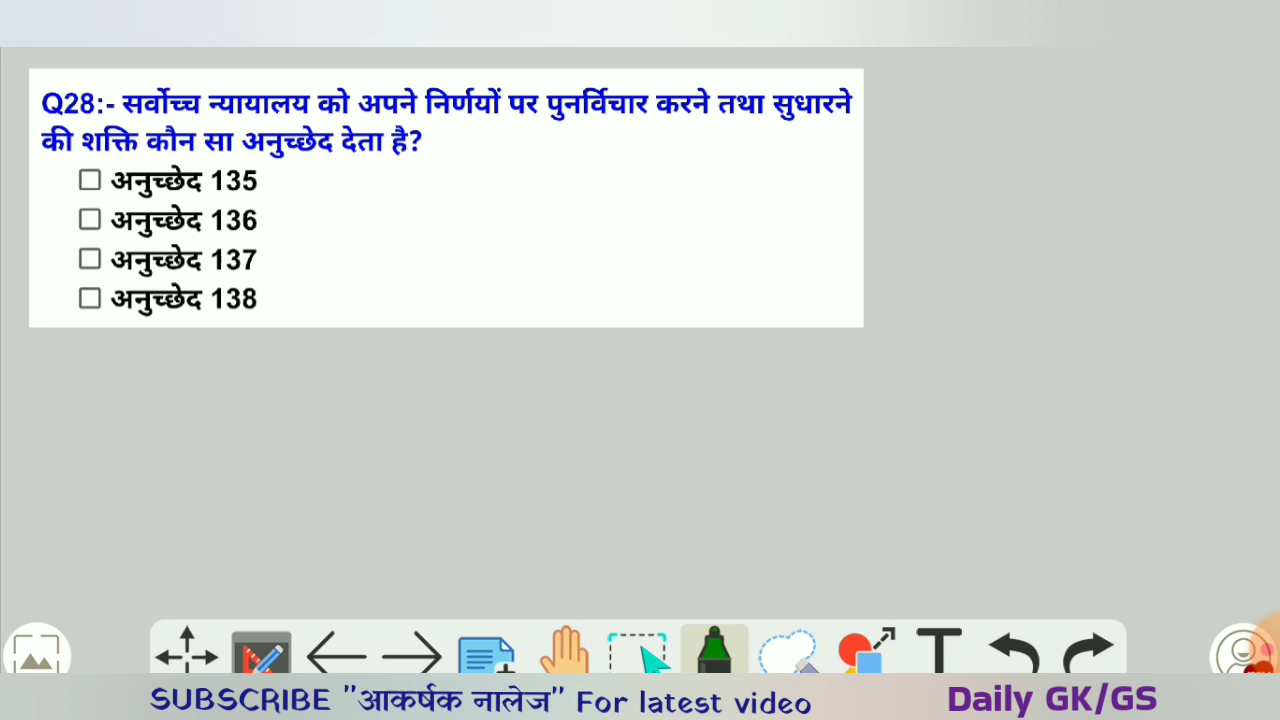 Q28:- सर्वोच्च न्यायालय को अपने निर्णयों पर पुनर्विचार करने तथा सुधारने
की शक्ति कौन सा अनुच्छेद देता है?
अनुच्छेद 135
अनुच्छेद 136
अनुच्छेद 137
अनुच्छेद 138
T
SUBSCRIBE "आकर्षक नालेज" For latest video
Daily GK/GS